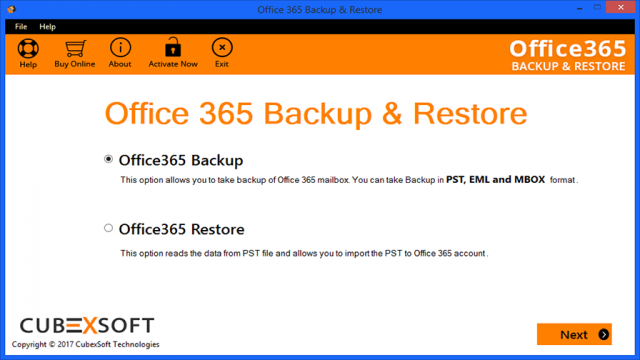 Office 365 Backup & Restore
File Help
Help Buy Online About Activate Now Exit
Office365
BACKUP & RESTORE
Office 365 Backup & Restore
Office365 Backup
This option allows you to take backup of Office 365 mailbox. You can take Backup in PST, EML and MBOX format.
Office365 Restore
This option reads the data from PST file and allows you to import the PST to Office 365 account.
CUBEXSOFT
Copyright © 2017 CubexSoft Technologies
Next